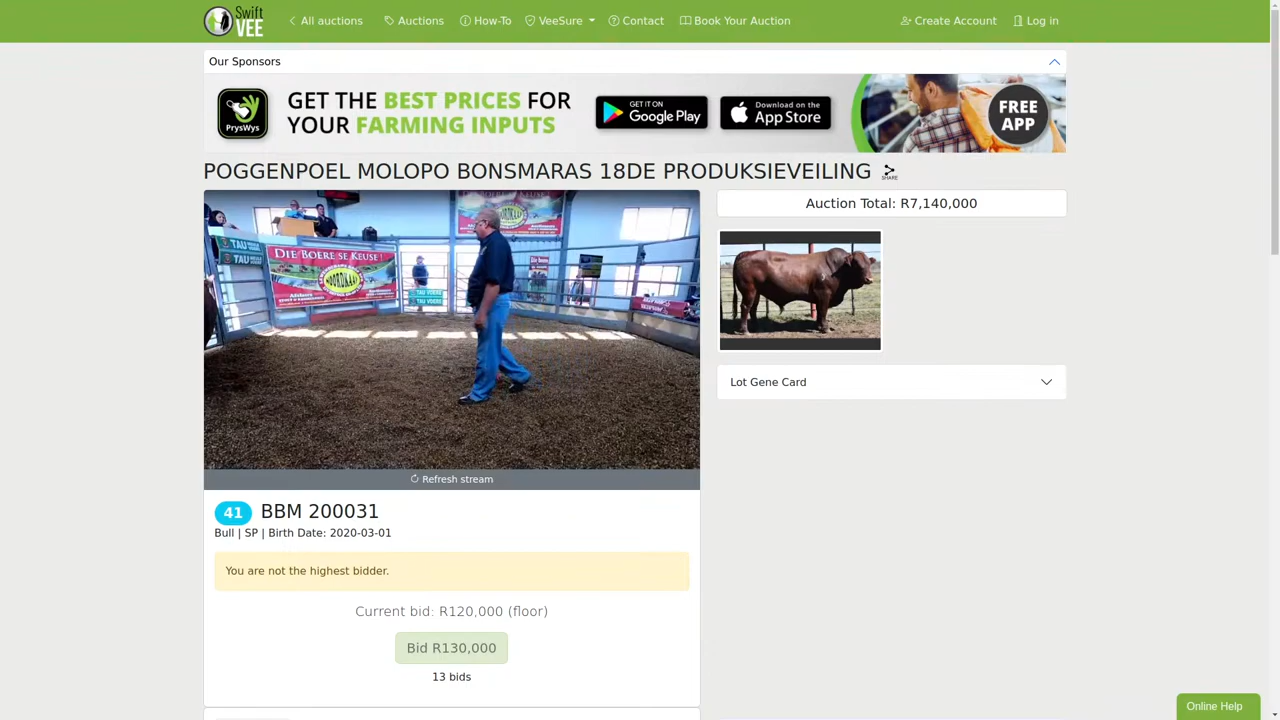 Swift
VEE
All auctions
Auctions
How-To
VeeSure
Contact
Book Your Auction
Create Account
Log in
Our Sponsors
PrysWys
GET THE BEST PRICES FOR
YOUR FARMING INPUTS
GET IT ON
Google Play
Download on the
App Store
FREE
APP
POGGENPOEL MOLOPO BONSMARAS 18DE PRODUKSIEVEILING
SHARE
Auction Total: R7,140,000
TAU
TAU
DIE BOERE SE KEUSE!
NOORDKAAP
Lot Gene Card
Refresh stream
41 BBM 200031
Bull | SP | Birth Date: 2020-03-01
You are not the highest bidder.
Current bid: R120,000 (floor)
Bid R130,000
13 bids
Online Help